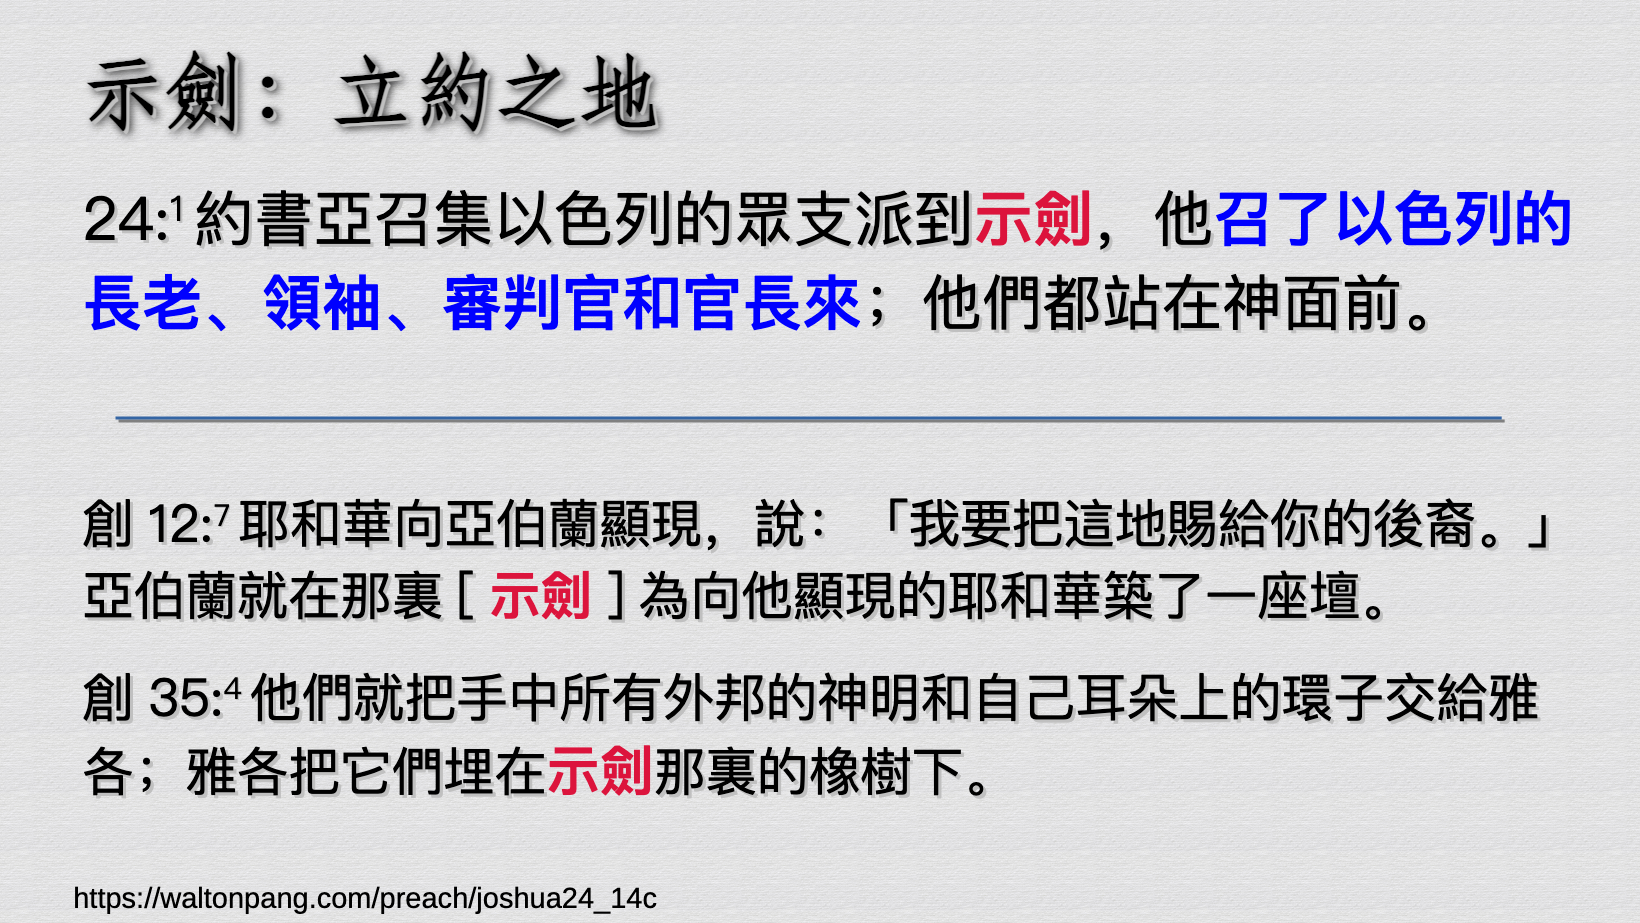 示劍：立約之地
24:1 約書亞召集以色列的眾支派到示劍，他召了以色列的
長老、領袖、審判官和官長來；他們都站在神面前。
創 12:7 耶和華向亞伯蘭顯現，說：「我要把這地賜給你的後裔。」
亞伯蘭就在那裏 [ 示劍 ] 為向他顯現的耶和華築了一座壇。
創 35:4 他們就把手中所有外邦的神明和自己耳朵上的環子交給雅
各；雅各把它們埋在示劍那裏的橡樹下。
https://waltonpang.com/preach/joshua24_14c